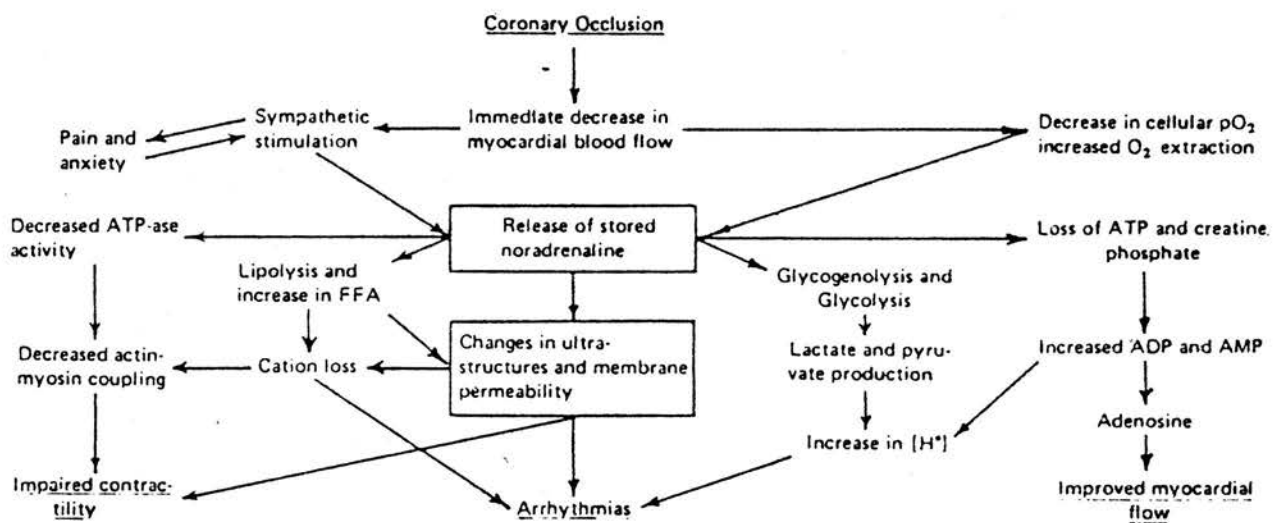 Coronary Occlusion
Sympathetic
stimulation
Immediate decrease in
myocardial blood flow
Pain and
anxiety
Decrease in cellular pO₂
increased O₂ extraction
Decreased ATP-ase
activity
Release of stored
noradrenaline
Loss of ATP and creatine
phosphate
Lipolysis and
increase in FFA
Glycogenolysis and
Glycolysis
Decreased actin-
myosin coupling
Cation loss
Changes in ultra-
structures and membrane
permeability
Lactate and pyru-
vate production
Increased ADP and AMP
Adenosine
Increase in [H⁺]
Impaired contrac-
tility
Arrhythmias
Improved myocardial
flow